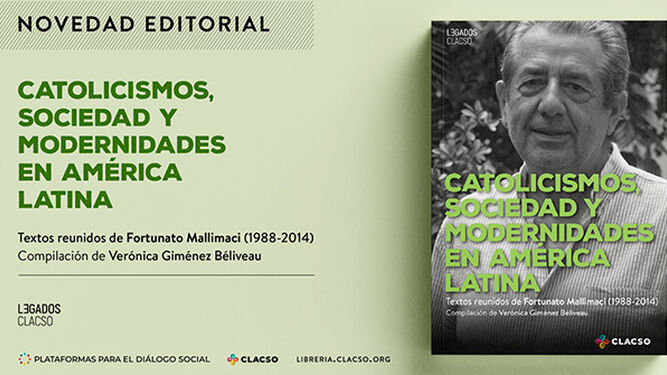 NOVEDAD EDITORIAL
CATOLICISMOS,
SOCIEDAD Y
MODERNIDADES
EN AMÉRICA
LATINA
Textos reunidos de Fortunato Mallimaci (1988-2014)
Compilación de Verónica Giménez Béliveau
LEGADOS
CLACSO
PLATAFORMAS PARA EL DIÁLOGO SOCIAL
CLACSO
LIBRERIA.CLACSO.ORG
LEGADOS
CLACSO
CATOLICISMOS,
SOCIEDAD Y
MODERNIDADES
EN AMÉRICA
LATINA
Textos reunidos de Fortunato Mallimaci (1988-2014)
Compilación de Verónica Giménez Béliveau
CLACSO